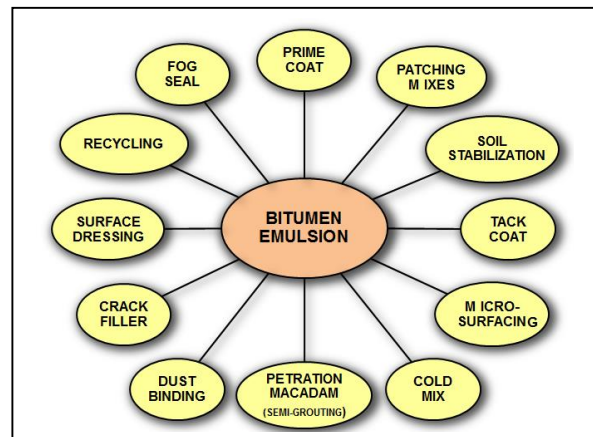 PRIME
COAT
FOG
SEAL
PATCHING
M IXES
RECYCLING
SOIL
STABILIZATION
BITUMEN
EMULSION
SURFACE
DRESSING
TACK
COAT
CRACK
FILLER
M ICRO-
SURFACING
DUST
BINDING
PETRATION
MACADAM
(SEMI-GROUTING)
COLD
MIX